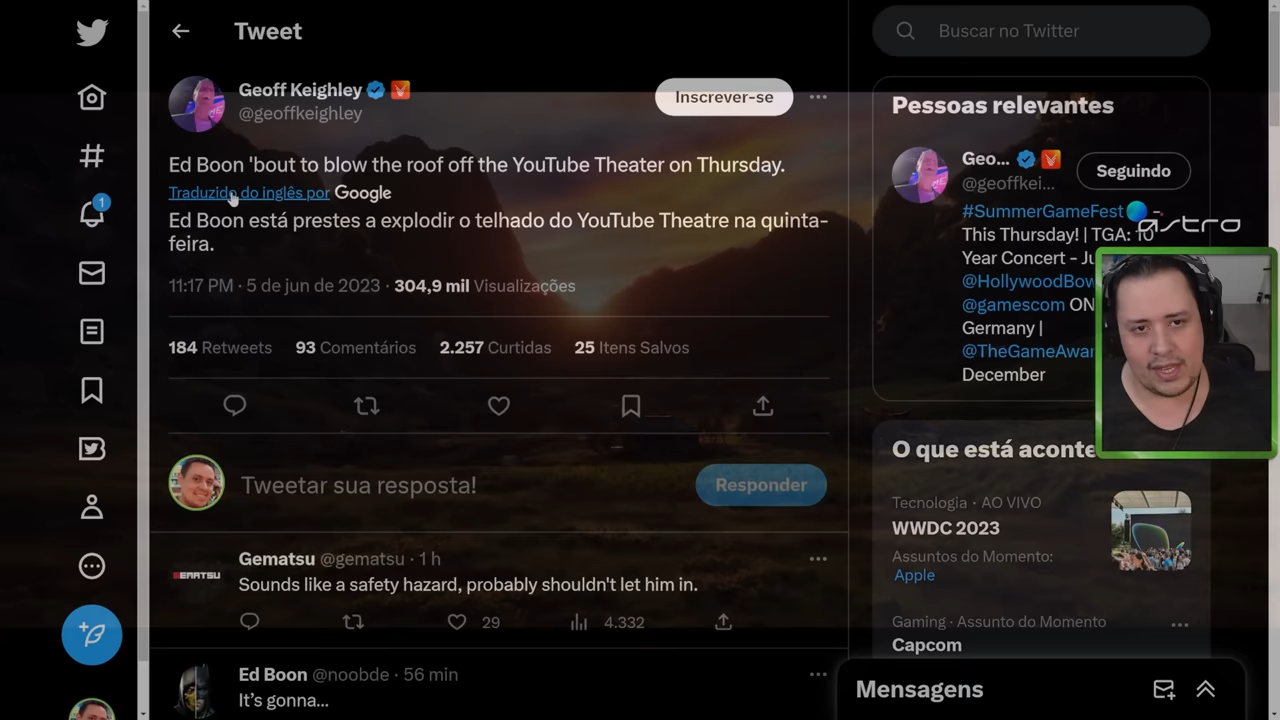 Tweet
Buscar no Twitter
Geoff Keighley
@geoffkeighley
Inscrever-se
Ed Boon 'bout to blow the roof off the YouTube Theater on Thursday.
Traduzido do inglês por Google
Ed Boon está prestes a explodir o telhado do YouTube Theatre na quinta-
feira.
11:17 PM · 5 de jun de 2023 · 304,9 mil Visualizações
184 Retweets 93 Comentários 2.257 Curtidas 25 Itens Salvos
Tweetar sua resposta!
Responder
Gematsu @gematsu · 1 h
GEMATSU
Sounds like a safety hazard, probably shouldn't let him in.
29 4.332
Ed Boon @noobde · 56 min
It's gonna...
1
Pessoas relevantes
Geo...
@geoffkei...
Seguindo
#SummerGameFest -
This Thursday! | TGA: 10
Year Concert - Ju
@HollywoodBow
@gamescom ON
Germany |
@TheGameAwar
December
astro
O que está aconte
Tecnologia · AO VIVO
WWDC 2023
Assuntos do Momento:
Apple
Gaming · Assunto do Momento
Capcom
Mensagens